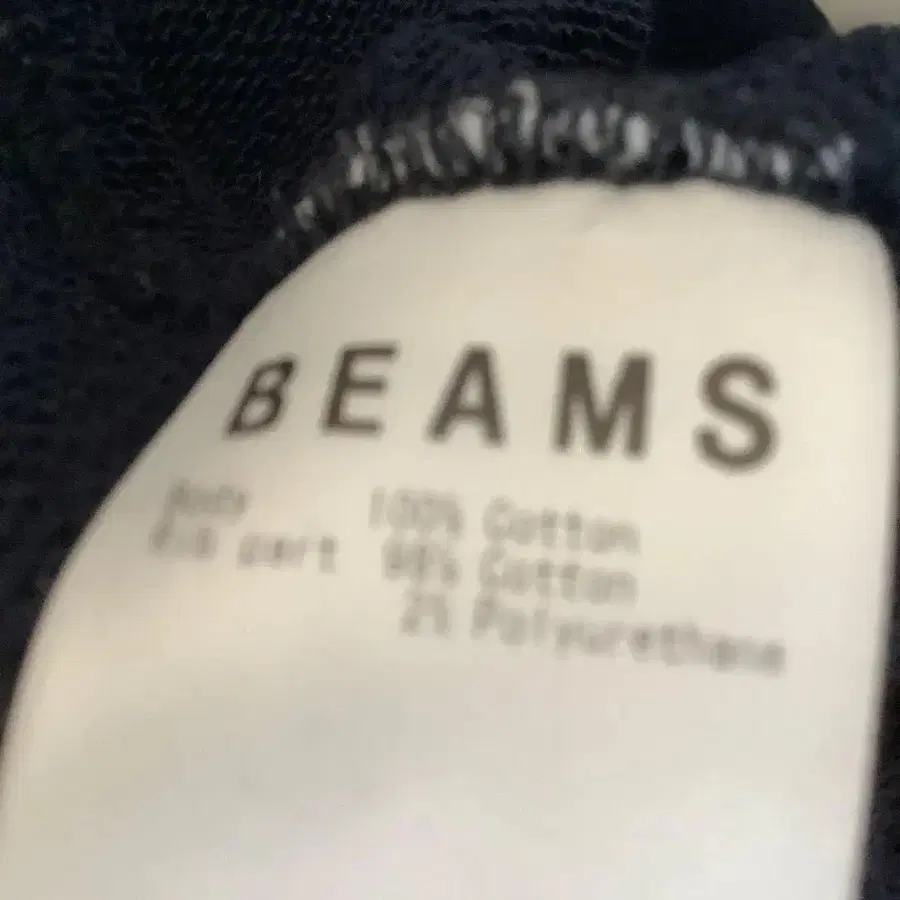 BEAMS
Body 100% Cotton
Rib part 98% Cotton
2% Polyurethane